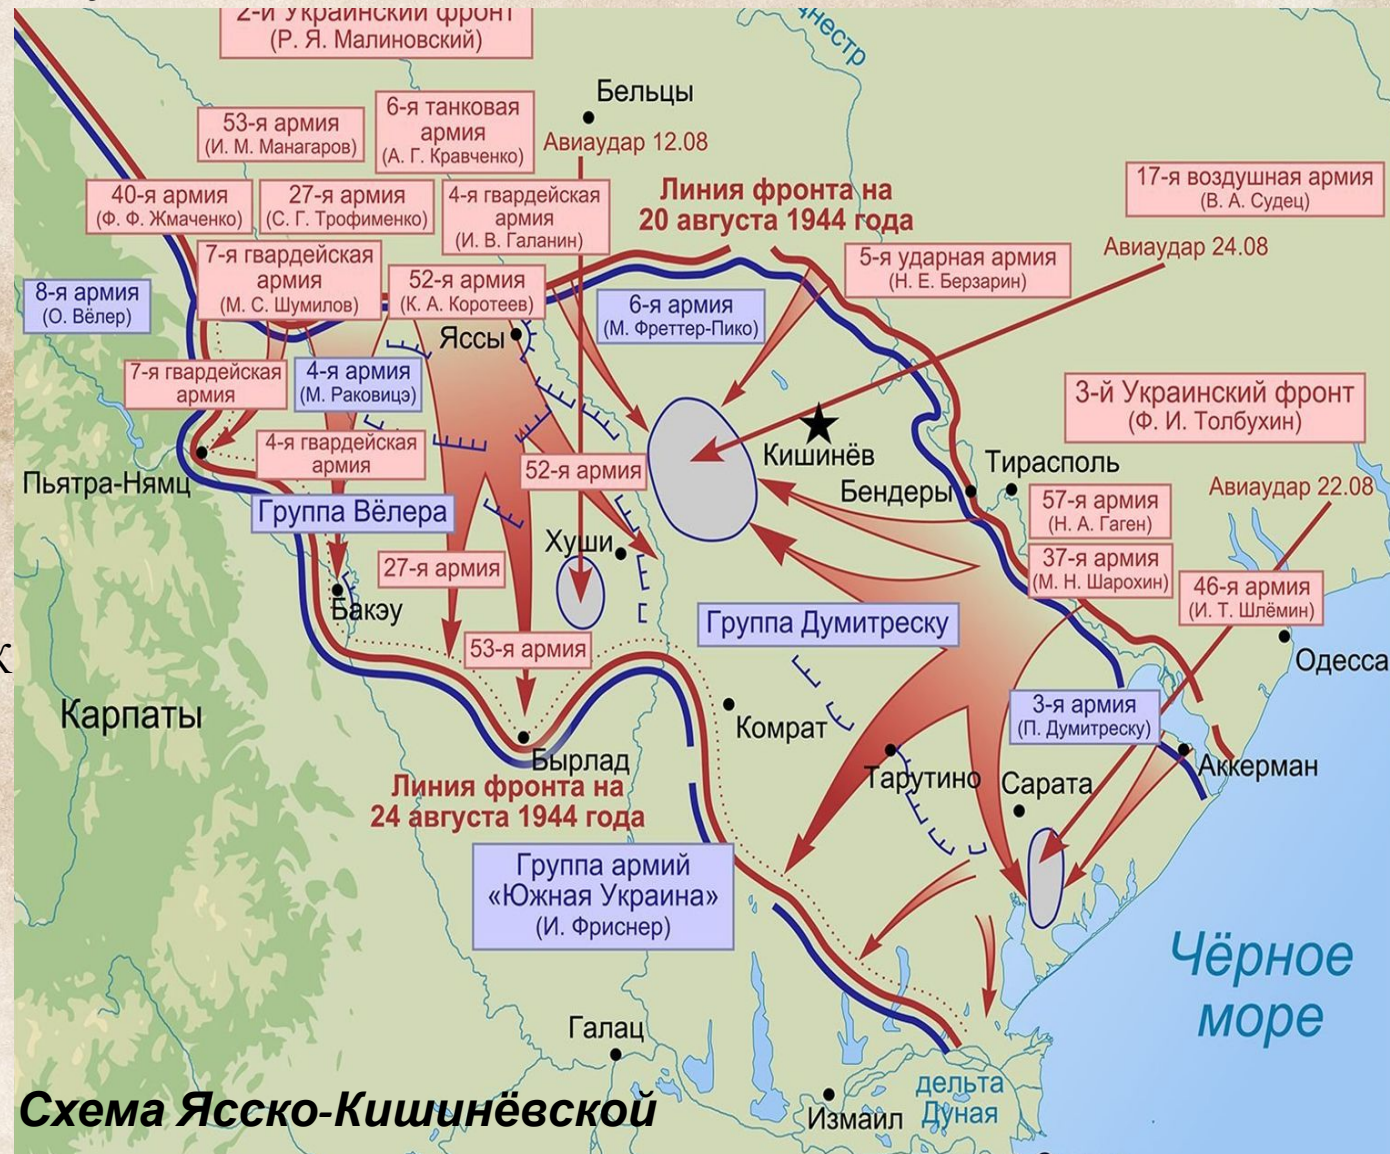 2-й Украинский фронт
(Р. Я. Малиновский)
Днестр
Бельцы
Авиаудар 12.08
53-я армия
(И. М. Манагаров)
6-я танковая
армия
(А. Г. Кравченко)
40-я армия
(Ф. Ф. Жмаченко)
27-я армия
(С. Г. Трофименко)
4-я гвардейская
армия
(И. В. Галанин)
Линия фронта на
20 августа 1944 года
17-я воздушная армия
(В. А. Судец)
Авиаудар 24.08
7-я гвардейская
армия
(М. С. Шумилов)
52-я армия
(К. А. Коротеев)
5-я ударная армия
(Н. Е. Берзарин)
8-я армия
(О. Вёлер)
6-я армия
(М. Фреттер-Пико)
Яссы
7-я гвардейская
армия
4-я армия
(М. Раковицэ)
3-й Украинский фронт
(Ф. И. Толбухин)
4-я гвардейская
армия
52-я армия
Кишинёв
Бендеры
Тирасполь
Авиаудар 22.08
Пьятра-Нямц
Группа Вёлера
57-я армия
(Н. А. Гаген)
Хуши
27-я армия
37-я армия
(М. Н. Шарохин)
46-я армия
(И. Т. Шлёмин)
Бакэу
Группа Думитреску
53-я армия
к
Одесса
Карпаты
Комрат
3-я армия
(П. Думитреску)
Бырлад
Тарутино
Сарата
Аккерман
Линия фронта на
24 августа 1944 года
Группа армий
«Южная Украина»
(И. Фриснер)
Чёрное
море
Галац
Измаил
дельта
Дуная
Схема Ясско-Кишинёвской